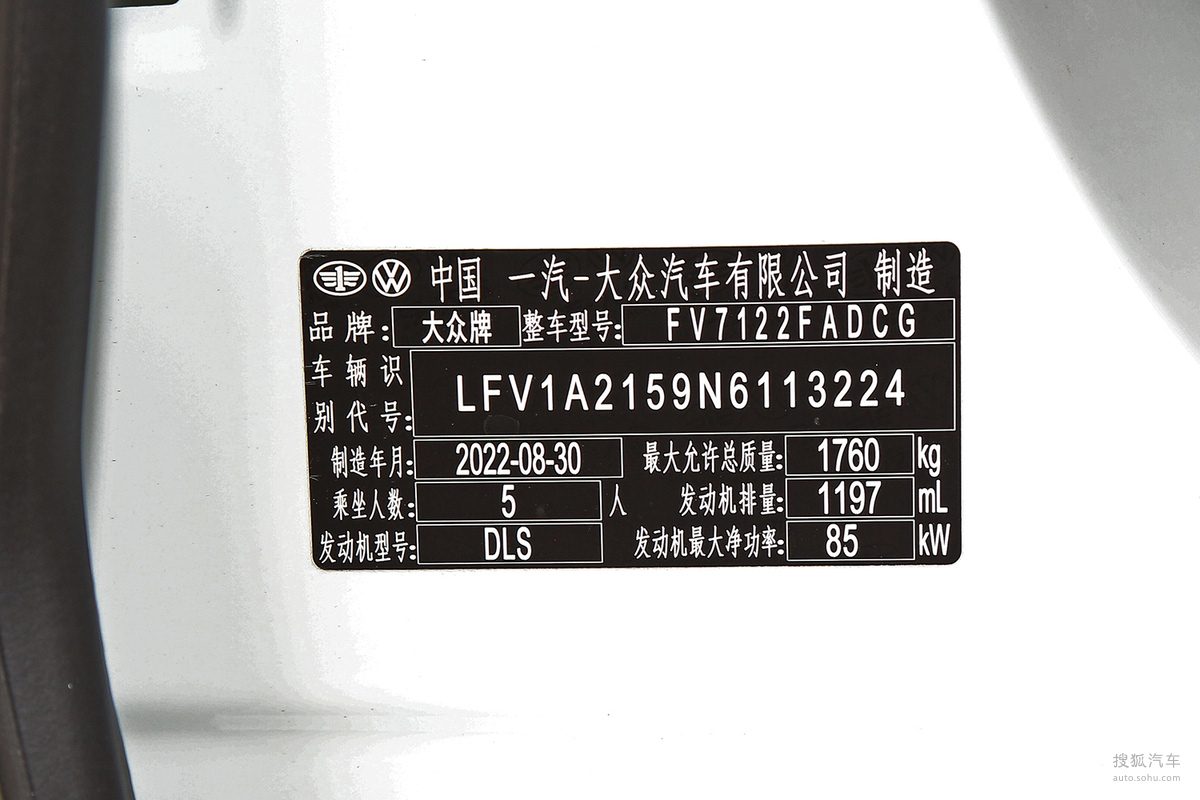 中国 一汽-大众汽车有限公司 制造
品牌: 大众牌 整车型号: FV7122FADCG
车辆识别代号: LFV1A2159N6113224
制造年月: 2022-08-30 最大允许总质量: 1760 kg
乘坐人数: 5 人 发动机排量: 1197 mL
发动机型号: DLS 发动机最大净功率: 85 kW
搜狐汽车
auto.sohu.com